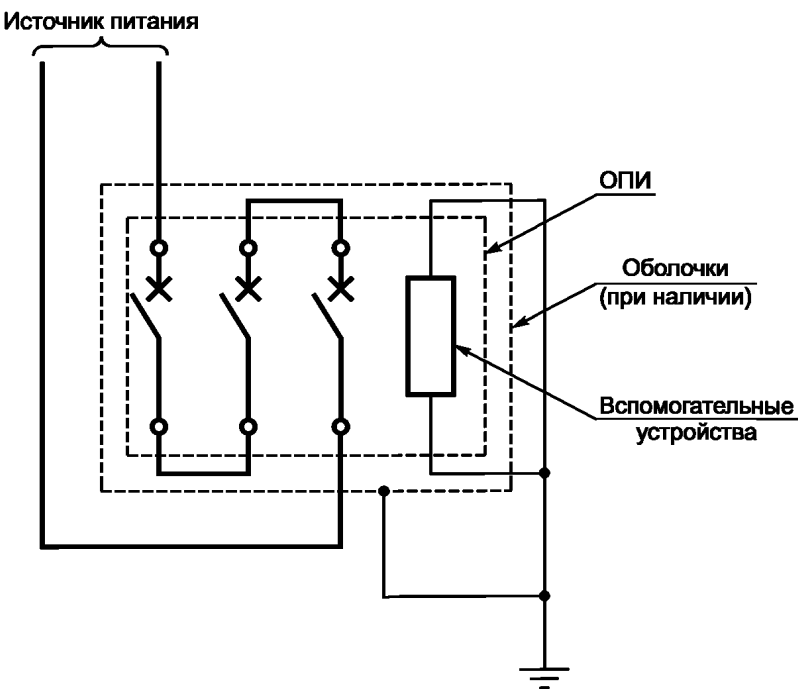 Источник питания
ОПИ
Оболочки
(при наличии)
Вспомогательные
устройства